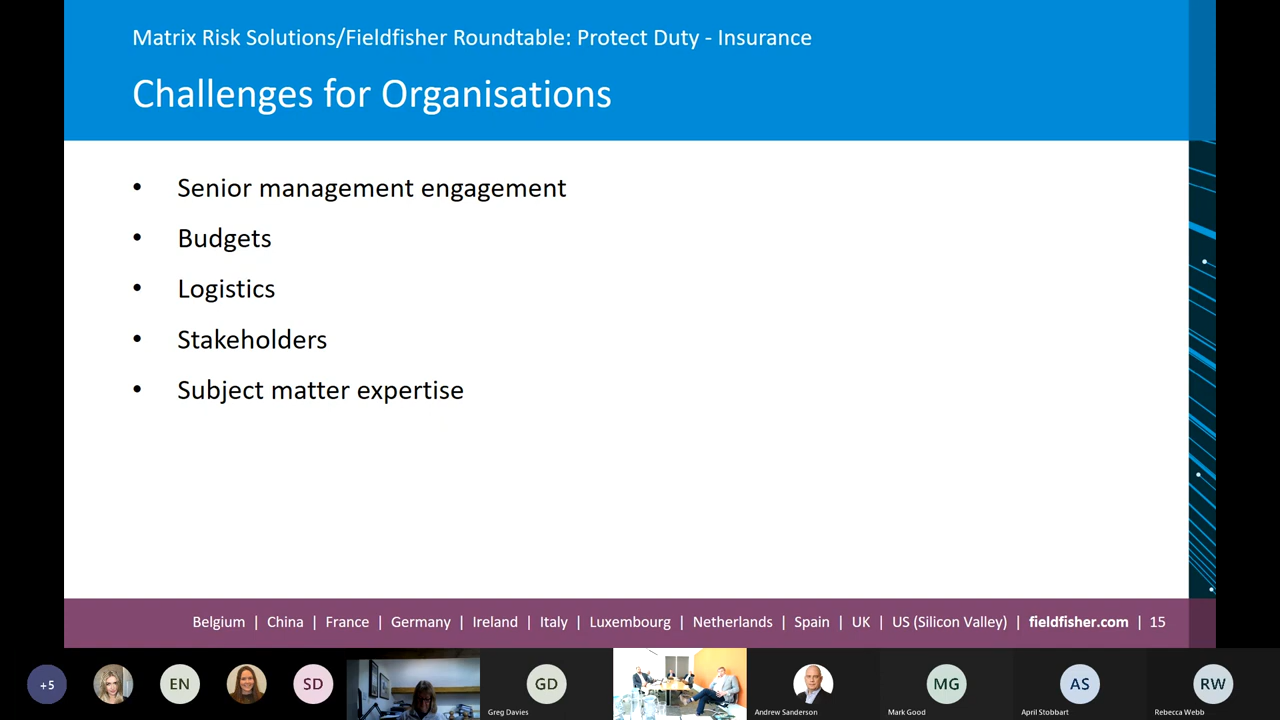 Matrix Risk Solutions/Fieldfisher Roundtable: Protect Duty - Insurance
Challenges for Organisations
• Senior management engagement
• Budgets
• Logistics
• Stakeholders
• Subject matter expertise
Belgium | China | France | Germany | Ireland | Italy | Luxembourg | Netherlands | Spain | UK | US (Silicon Valley) | fieldfisher.com | 15
+5
EN
SD
GD
MG
AS
RW
Greg Davies
Andrew Sanderson
Mark Good
April Stobbart
Rebecca Webb